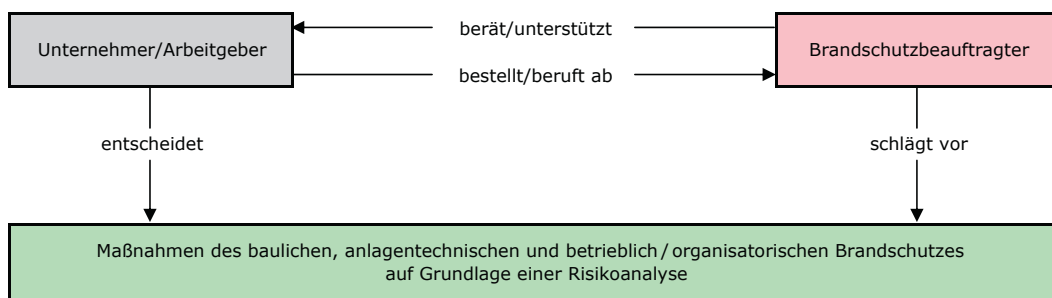 Unternehmer/Arbeitgeber
berät/unterstützt
Brandschutzbeauftragter
bestellt/beruft ab
entscheidet
schlägt vor
Maßnahmen des baulichen, anlagentechnischen und betrieblich/organisatorischen Brandschutzes
auf Grundlage einer Risikoanalyse